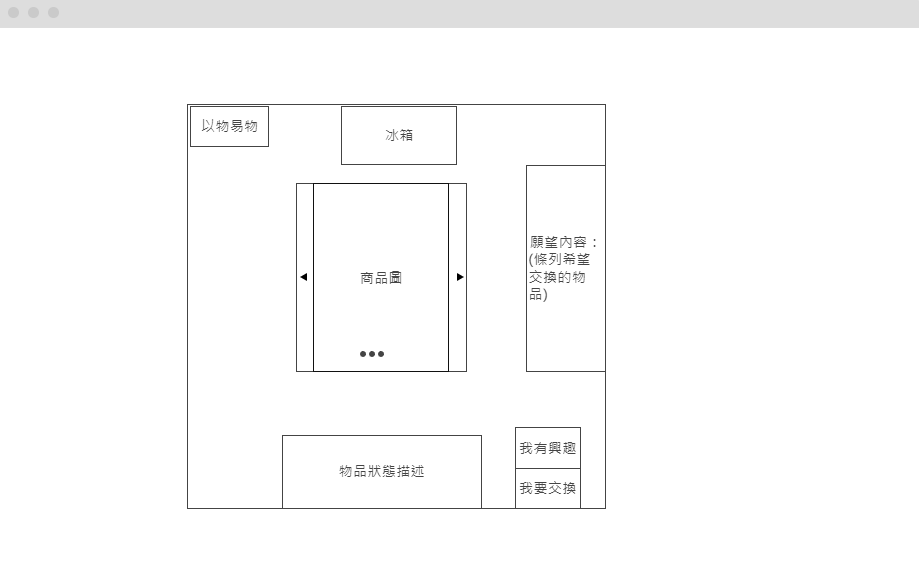 以物易物
冰箱
商品圖
願望內容：
(條列希望
交換的物
品)
物品狀態描述
我有興趣
我要交換